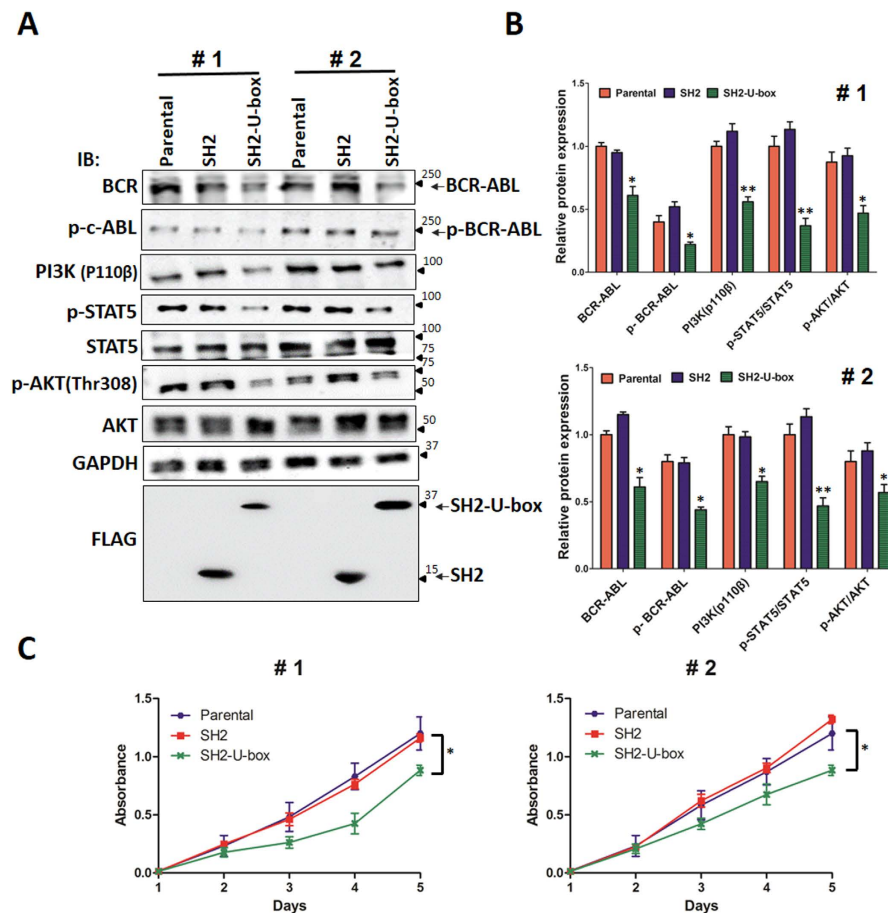 A
# 1
# 2
Parental
SH2
SH2-U-box
Parental
SH2
SH2-U-box
IB:
BCR
250
BCR-ABL
p-c-ABL
250
p-BCR-ABL
PI3K (P110β)
100
p-STAT5
100
STAT5
100
75
p-AKT(Thr308)
75
50
AKT
50
GAPDH
37
FLAG
37
SH2-U-box
15
SH2
B
Parental SH2 SH2-U-box
# 1
Relative protein expression
1.5
1.0
0.5
0.0
* * ** ** *
BCR-ABL
p- BCR-ABL
PI3K(p110β)
p-STAT5/STAT5
p-AKT/AKT
Parental SH2 SH2-U-box
# 2
Relative protein expression
1.5
1.0
0.5
0.0
* * * ** *
BCR-ABL
p- BCR-ABL
PI3K(p110β)
p-STAT5/STAT5
p-AKT/AKT
C
# 1
Absorbance
1.5
1.0
0.5
0.0
Parental
SH2
SH2-U-box
*
1 2 3 4 5
Days
# 2
Absorbance
1.5
1.0
0.5
0.0
Parental
SH2
SH2-U-box
*
1 2 3 4 5
Days